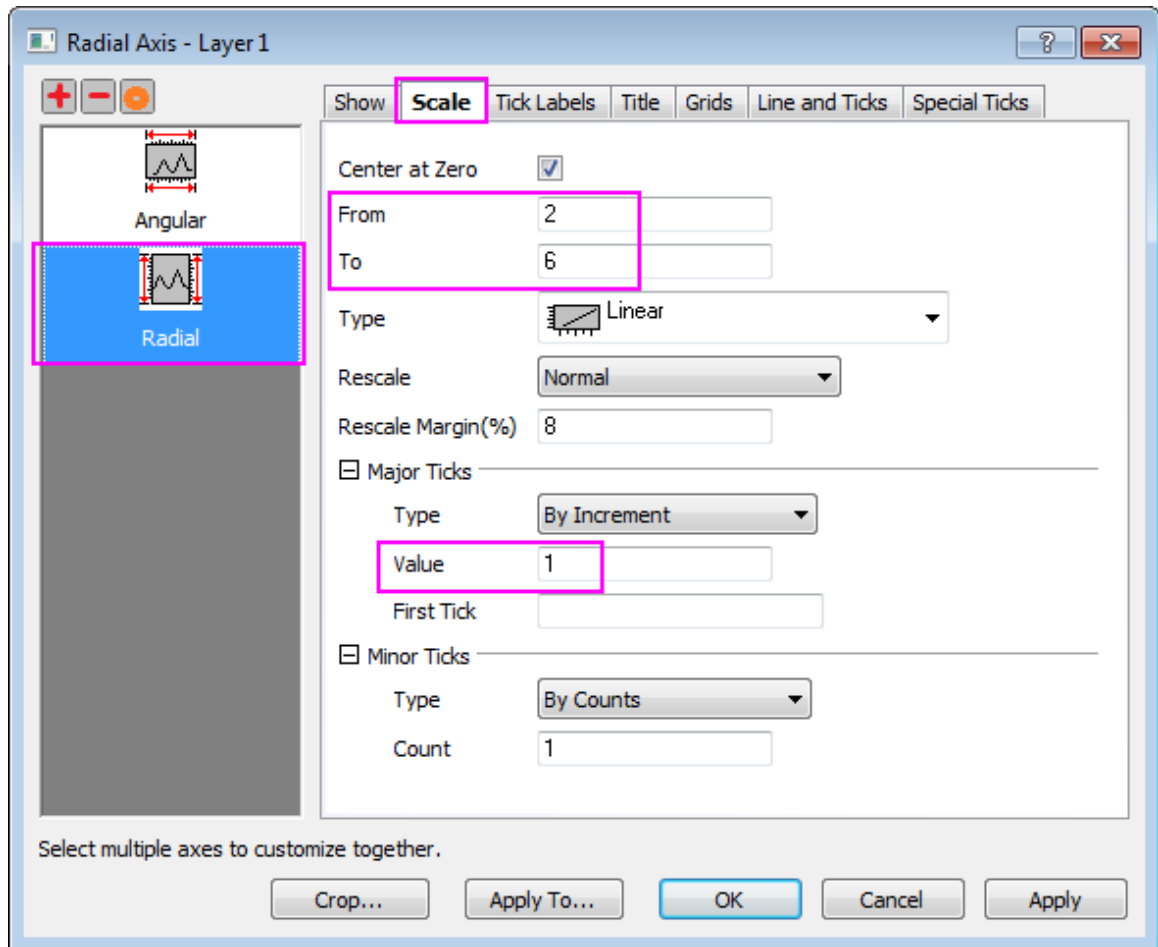 Radial Axis - Layer 1
Show Scale Tick Labels Title Grids Line and Ticks Special Ticks
Angular
Radial
Center at Zero
From 2
To 6
Type Linear
Rescale Normal
Rescale Margin(%) 8
Major Ticks
Type By Increment
Value 1
First Tick
Minor Ticks
Type By Counts
Count 1
Select multiple axes to customize together.
Crop... Apply To... OK Cancel Apply